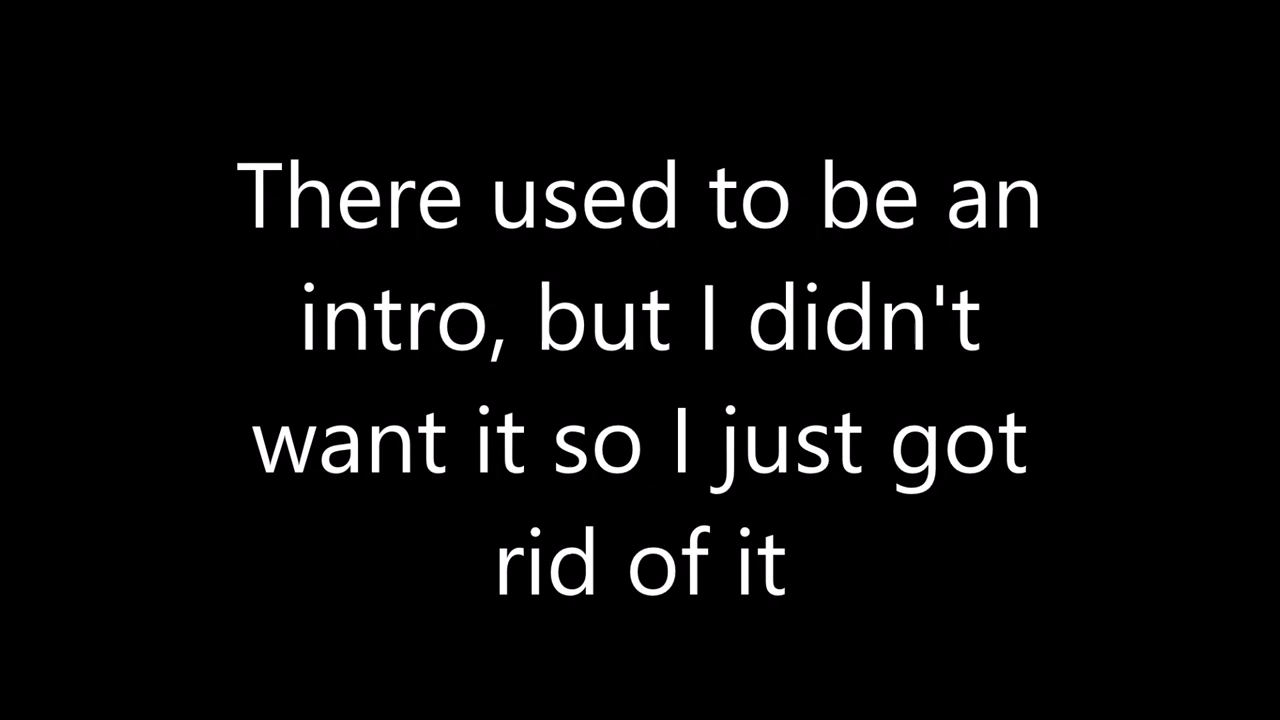 There used to be an
intro, but I didn't
want it so I just got
rid of it